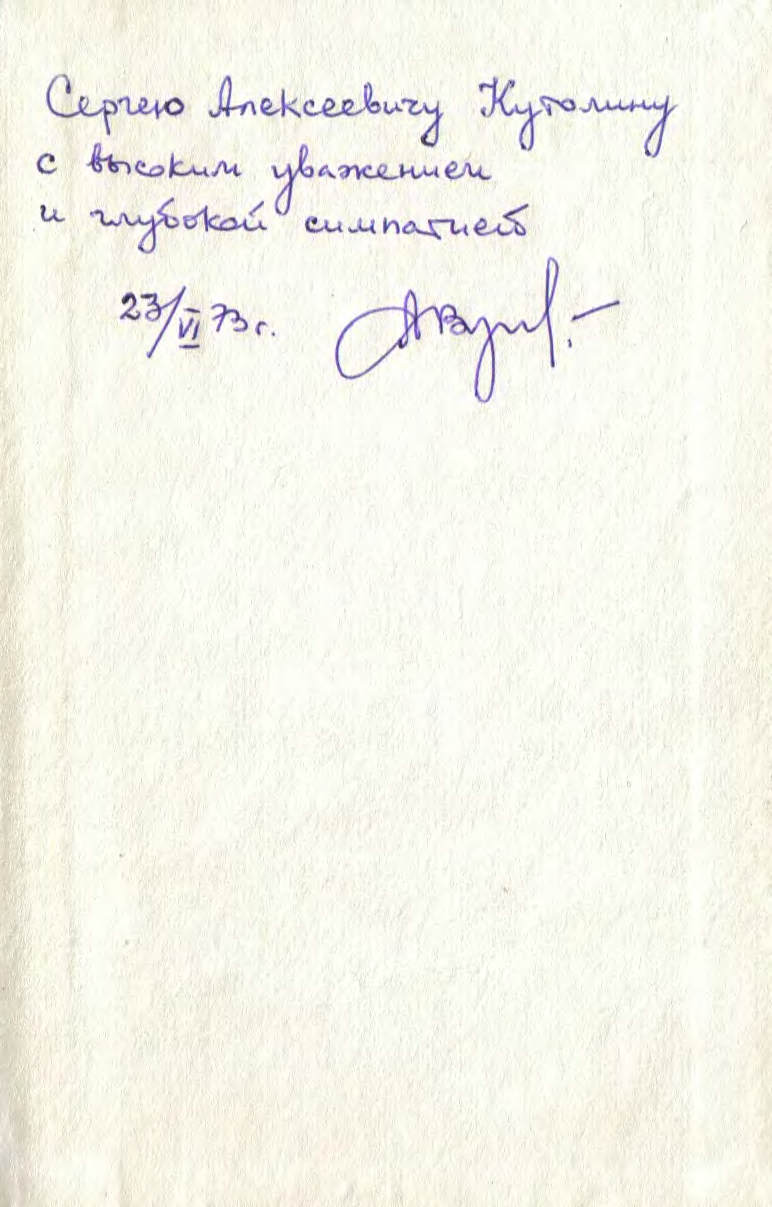 Сергею Алексеевичу Кутолину
с высоким уважением
и глубокой симпатией
23/VI 73 г.